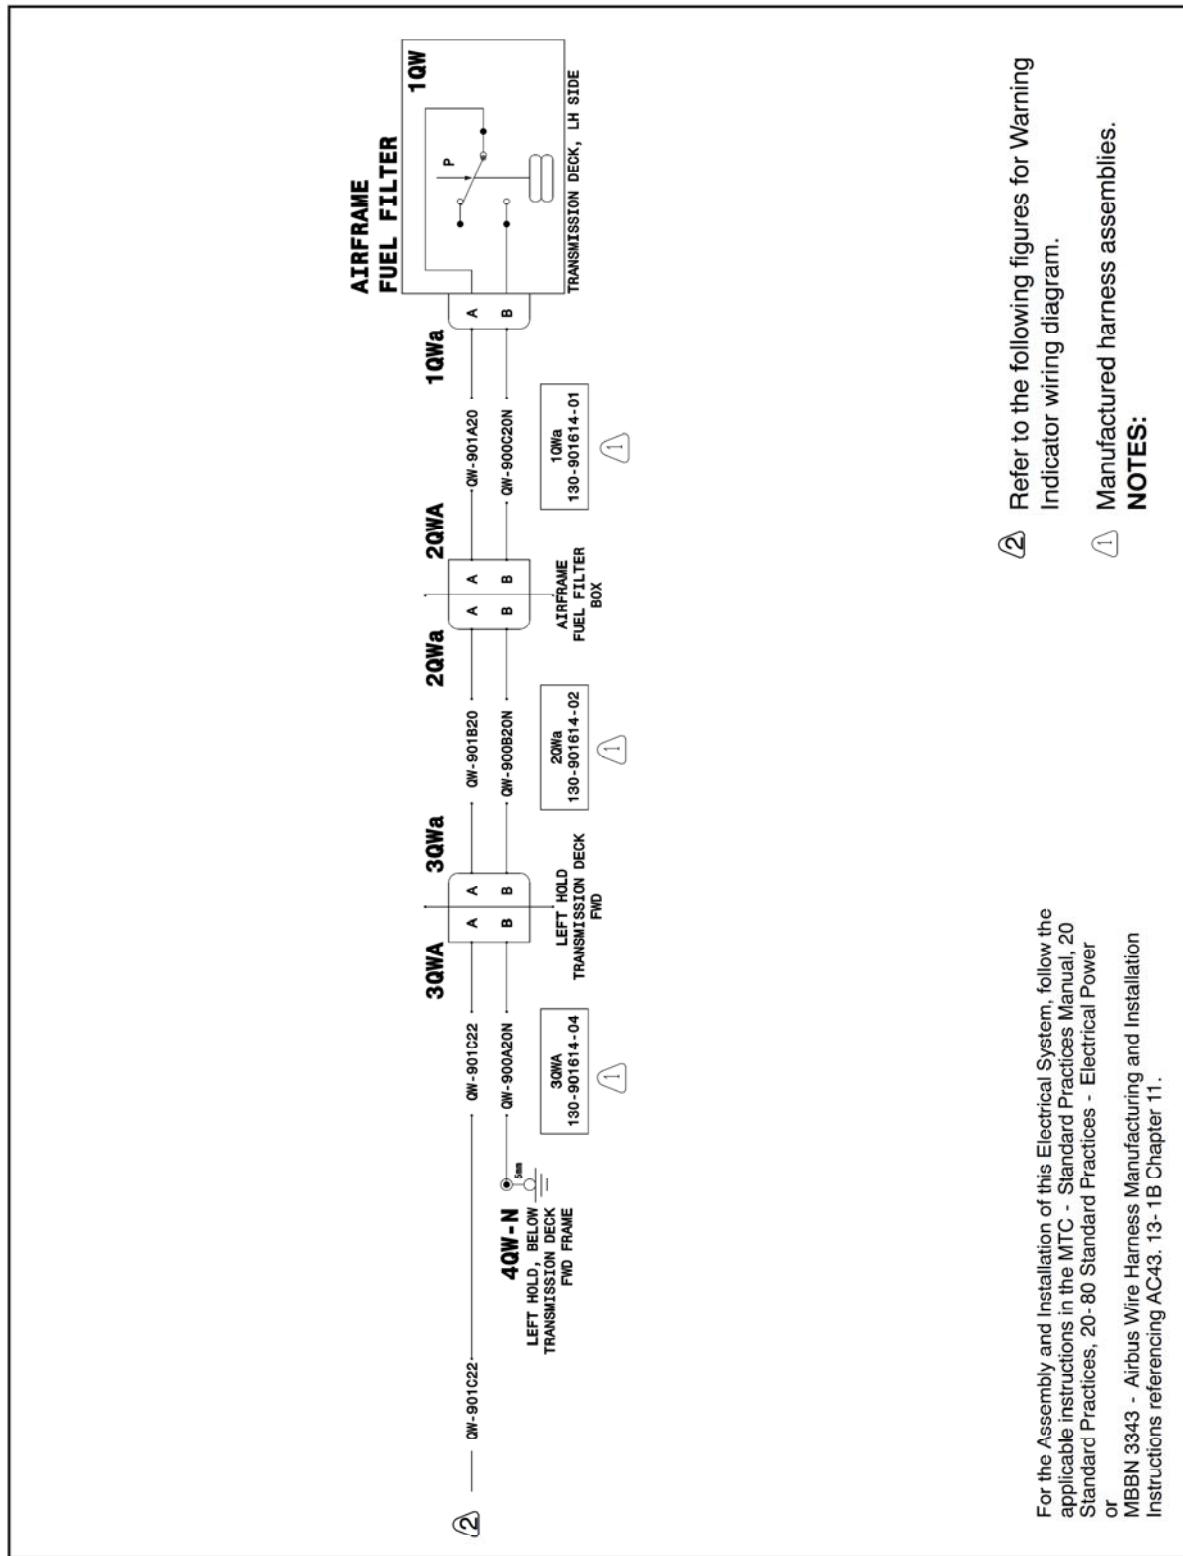 AIRFRAME
FUEL FILTER
1QW
P
TRANSMISSION DECK, LH SIDE
1QWa
A
B
QW-901A20
QW-900C20N
1QWa
130-901614-01
1
2QWA
2QWa
A A
B B
AIRFRAME
FUEL FILTER
BOX
QW-901B20
QW-900B20N
2QWa
130-901614-02
1
3QWa
3QWA
A A
B B
LEFT HOLD
TRANSMISSION DECK
FWD
QW-901C22
QW-900A20N
3QWA
130-901614-04
1
5mm
4QW-N
LEFT HOLD, BELOW
TRANSMISSION DECK
FWD FRAME
QW-901C22
2
2 Refer to the following figures for Warning
Indicator wiring diagram.
1 Manufactured harness assemblies.
NOTES:
For the Assembly and Installation of this Electrical System, follow the
applicable instructions in the MTC - Standard Practices Manual, 20
Standard Practices, 20-80 Standard Practices - Electrical Power
or
MBBN 3343 - Airbus Wire Harness Manufacturing and Installation
Instructions referencing AC43. 13-1B Chapter 11.